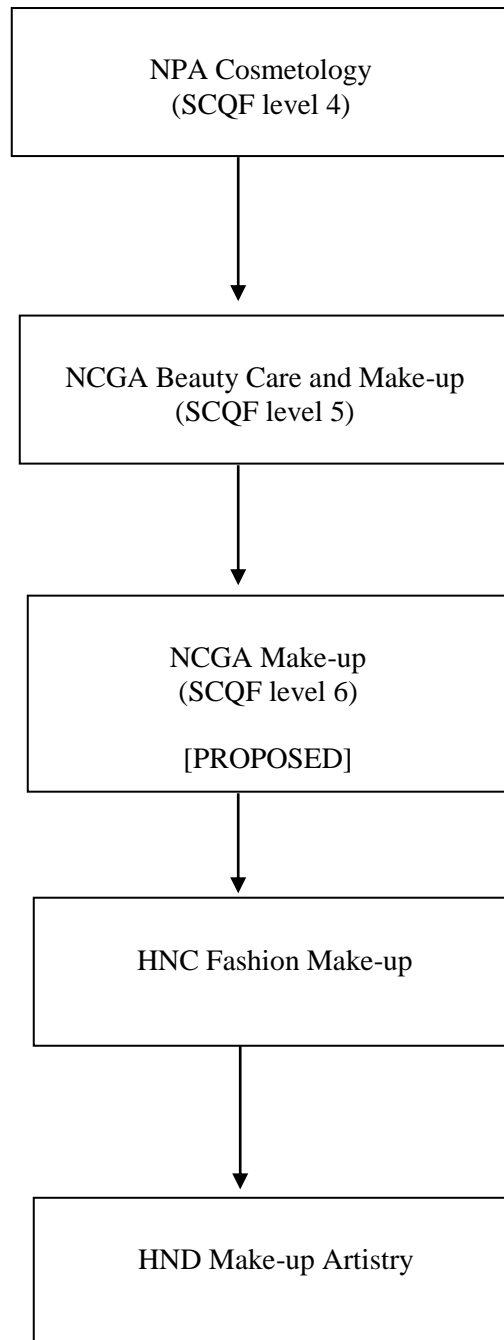 NPA Cosmetology
(SCQF level 4)
NCGA Beauty Care and Make-up
(SCQF level 5)
NCGA Make-up
(SCQF level 6)
[PROPOSED]
HNC Fashion Make-up
HND Make-up Artistry